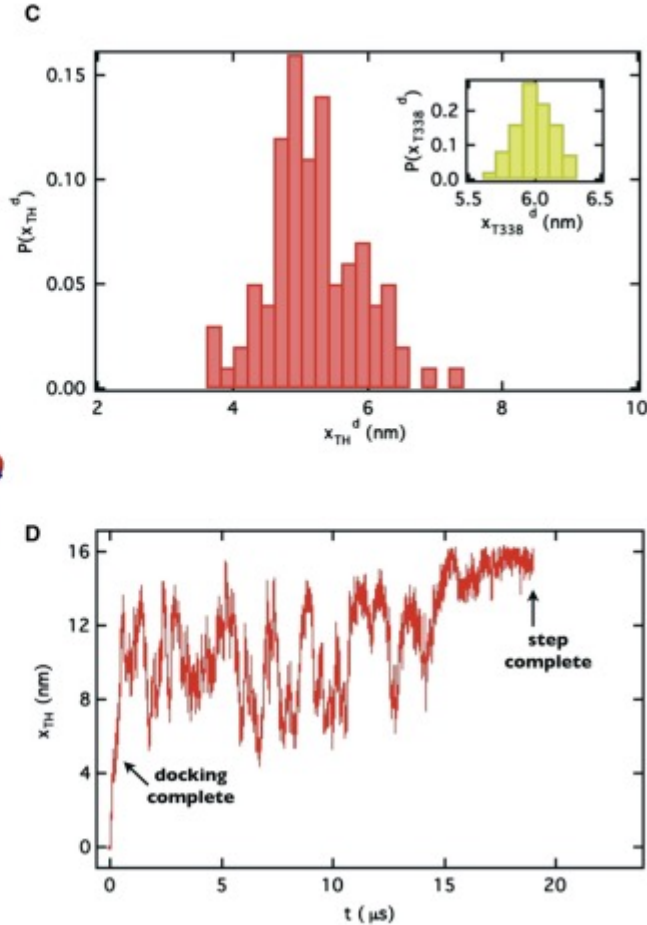 C
P(x_TH^d)
0.15
0.10
0.05
0.00
2
4
6
8
10
x_TH^d (nm)
P(x_T338^d)
0.2
0.1
0.0
5.5
6.0
6.5
x_T338^d (nm)
D
x_TH (nm)
16
12
8
4
0
docking
complete
step
complete
0
5
10
15
20
t (μs)